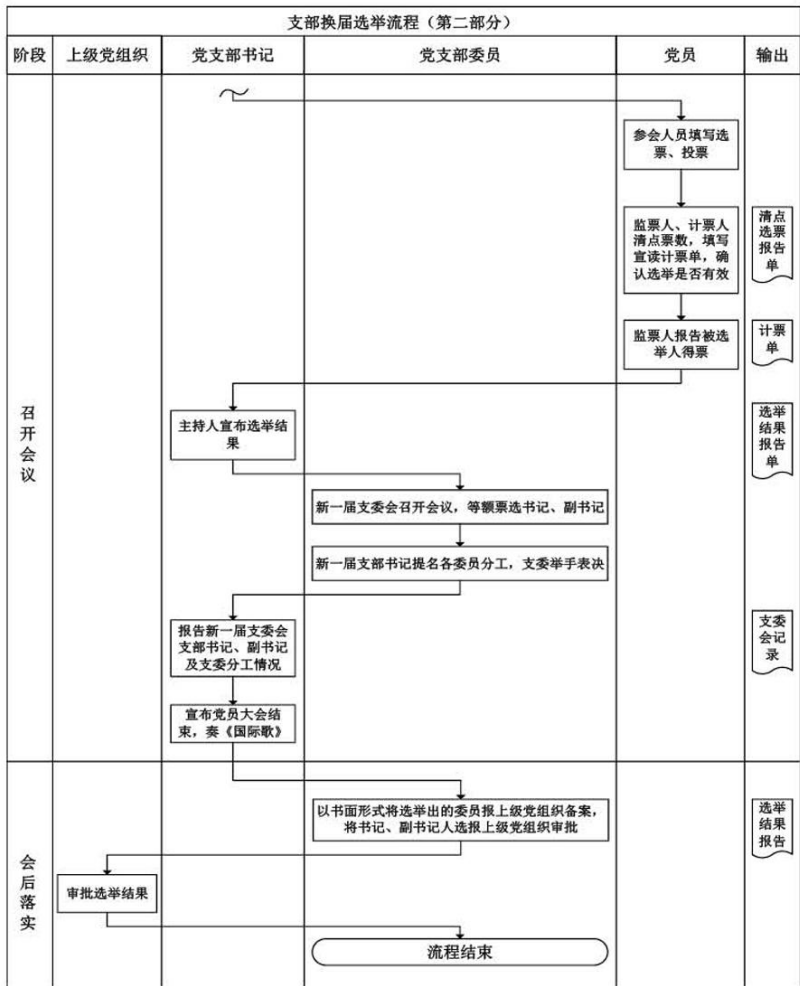 支部换届选举流程（第二部分）
阶段 上级党组织 党支部书记 党支部委员 党员 输出
参会人员填写选
票、投票
监票人、计票人
清点票数，填写
宣读计票单，确
认选举是否有效
清点
选票
报告
单
监票人报告被选
举人得票
计票
单
召开会议
主持人宣布选举结
果
选举
结果
报告
单
新一届支委会召开会议，等额票选书记、副书记
新一届支部书记提名各委员分工，支委举手表决
报告新一届支委会
支部书记、副书记
及支委分工情况
支委
会记
录
宣布党员大会结
束，奏《国际歌》
会后落实
以书面形式将选举出的委员报上级党组织备案，
将书记、副书记人选报上级党组织审批
选举
结果
报告
审批选举结果
流程结束